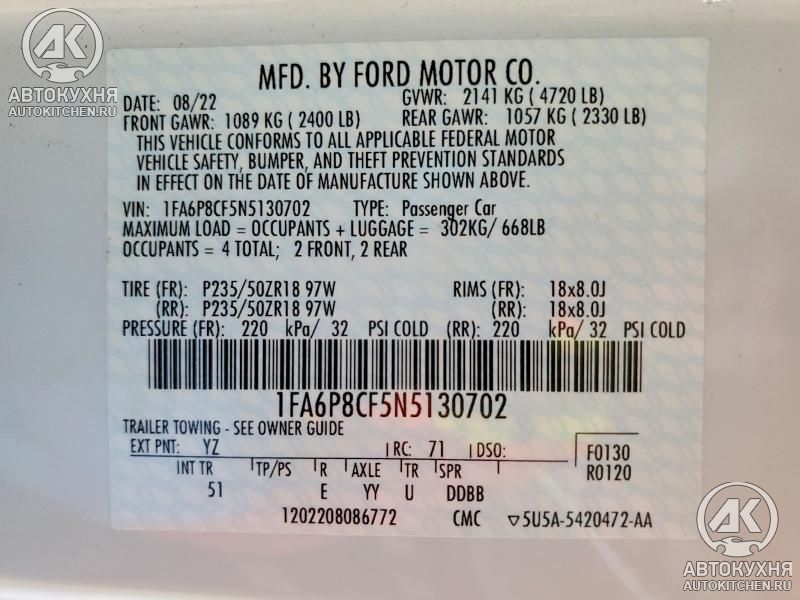 AK
АВТОКУХНЯ
AUTOKITCHEN.RU
MFD. BY FORD MOTOR CO.
DATE: 08/22 GVWR: 2141 KG ( 4720 LB)
FRONT GAWR: 1089 KG ( 2400 LB) REAR GAWR: 1057 KG ( 2330 LB)
THIS VEHICLE CONFORMS TO ALL APPLICABLE FEDERAL MOTOR
VEHICLE SAFETY, BUMPER, AND THEFT PREVENTION STANDARDS
IN EFFECT ON THE DATE OF MANUFACTURE SHOWN ABOVE.
VIN: 1FA6P8CF5N5130702 TYPE: Passenger Car
MAXIMUM LOAD = OCCUPANTS + LUGGAGE = 302KG/ 668LB
OCCUPANTS = 4 TOTAL; 2 FRONT, 2 REAR
TIRE (FR): P235/50ZR18 97W RIMS (FR): 18x8.0J
(RR): P235/50ZR18 97W (RR): 18x8.0J
PRESSURE (FR): 220 kPa/ 32 PSI COLD (RR): 220 kPa/ 32 PSI COLD
1FA6P8CF5N5130702
TRAILER TOWING - SEE OWNER GUIDE
EXT PNT: YZ RC: 71 DSO: F0130
R0120
INT TR TP/PS R AXLE TR SPR
51 E YY U DDBB
1202208086772 CMC ▽5U5A-5420472-AA
AK
АВТОКУХНЯ
AUTOKITCHEN.RU